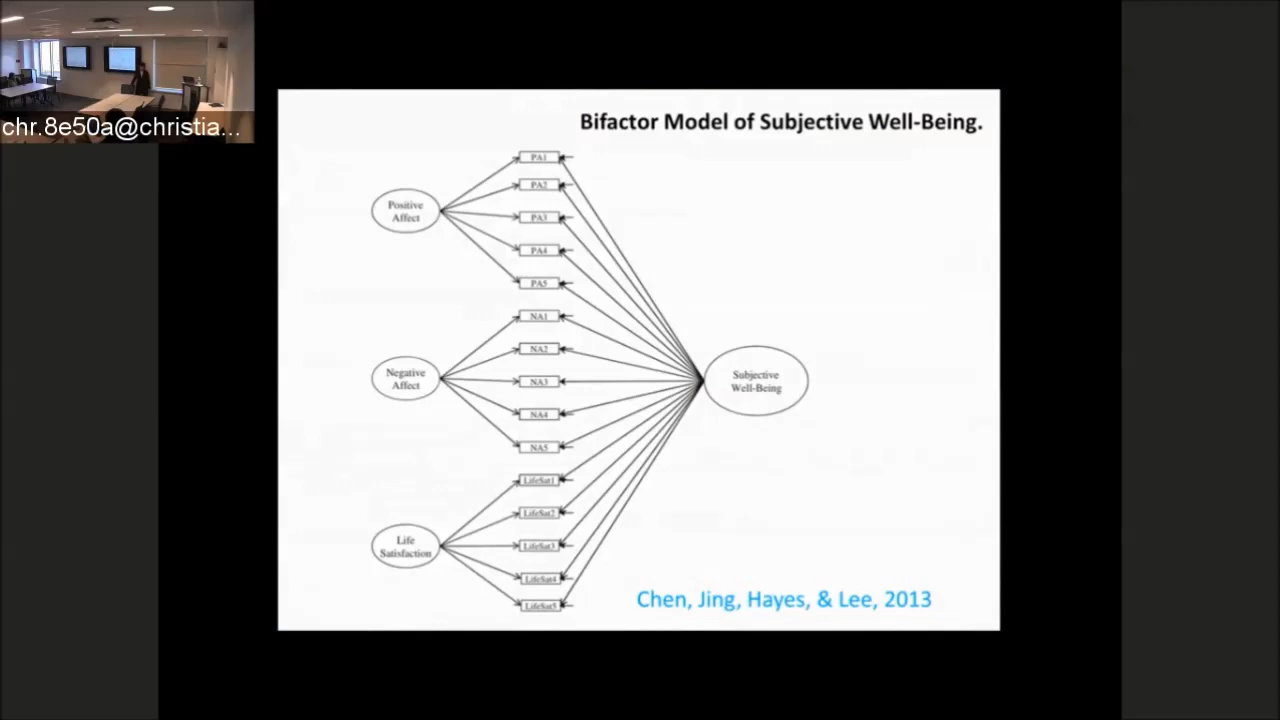 chr.8e50a@christia...
Bifactor Model of Subjective Well-Being.
PA1
PA2
Positive
Affect
PA3
PA4
PA5
NA1
NA2
Negative
Affect
NA3
NA4
NA5
Subjective
Well-Being
LifeSat1
LifeSat2
Life
Satisfaction
LifeSat3
LifeSat4
LifeSat5
Chen, Jing, Hayes, & Lee, 2013